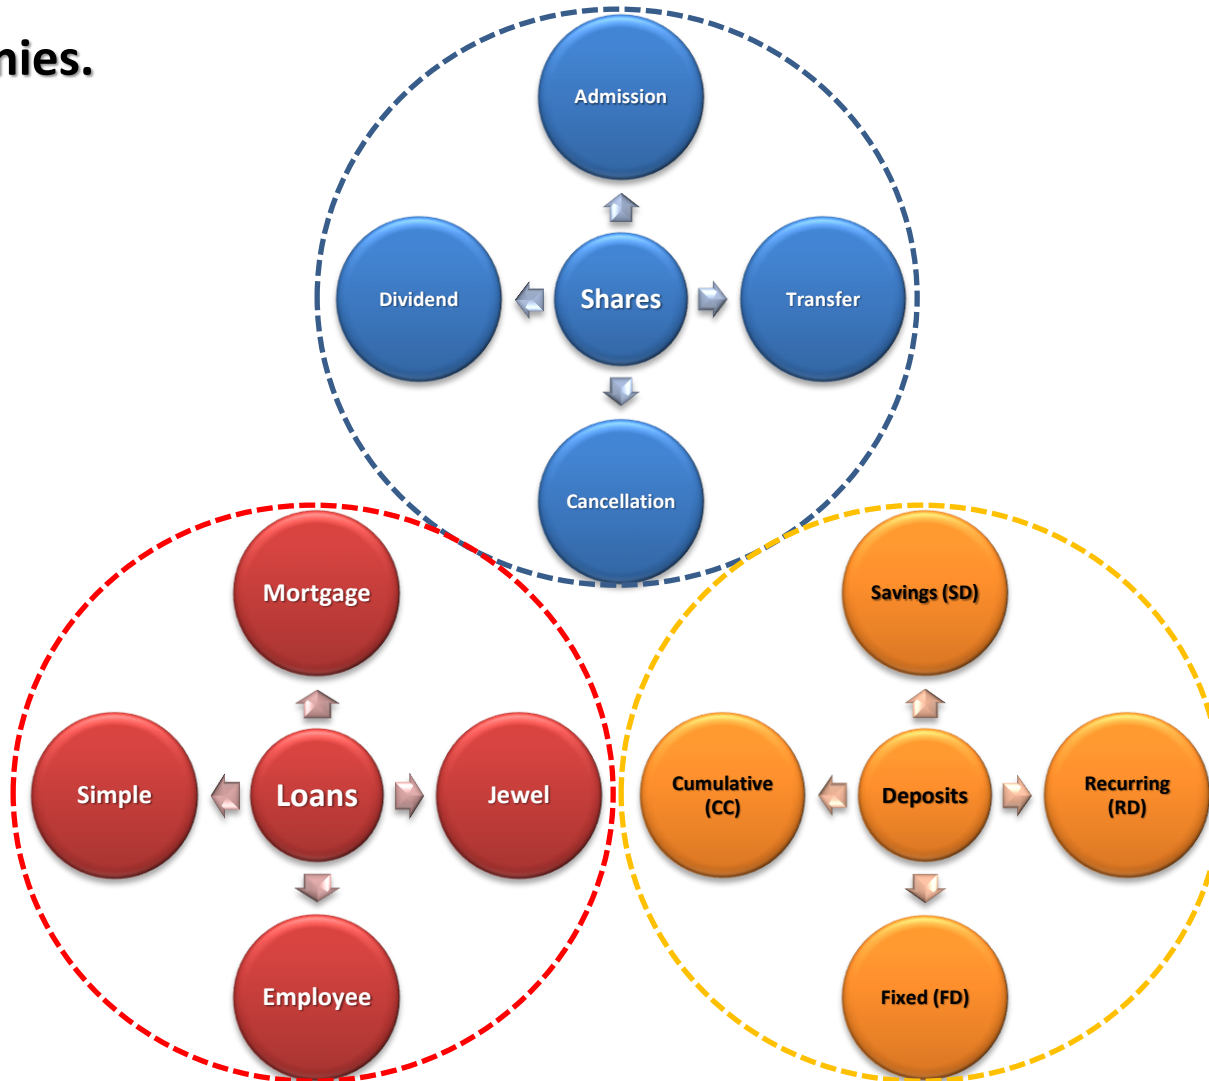 nies.
Admission
Dividend
Shares
Transfer
Cancellation
Mortgage
Simple
Loans
Jewel
Employee
Savings (SD)
Cumulative
(CC)
Deposits
Recurring
(RD)
Fixed (FD)